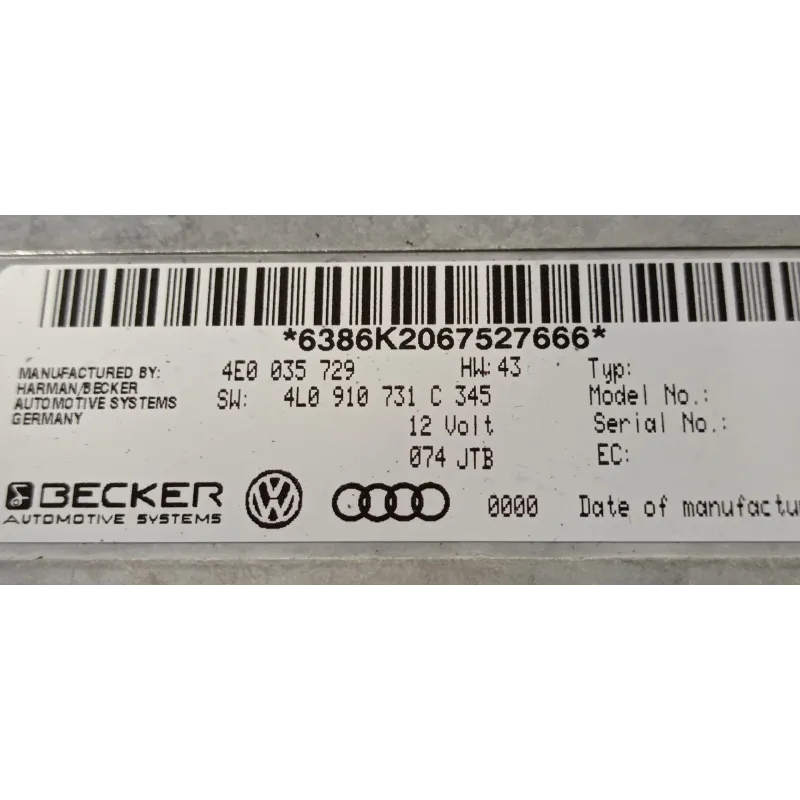 *6386K2067527666*
MANUFACTURED BY:
HARMAN/BECKER
AUTOMOTIVE SYSTEMS
GERMANY
4E0 035 729 HW: 43
SW: 4L0 910 731 C 345
12 Volt
074 JTB
Typ:
Model No.:
Serial No.:
EC:
BECKER
AUTOMOTIVE SYSTEMS
0000 Date of manufactu